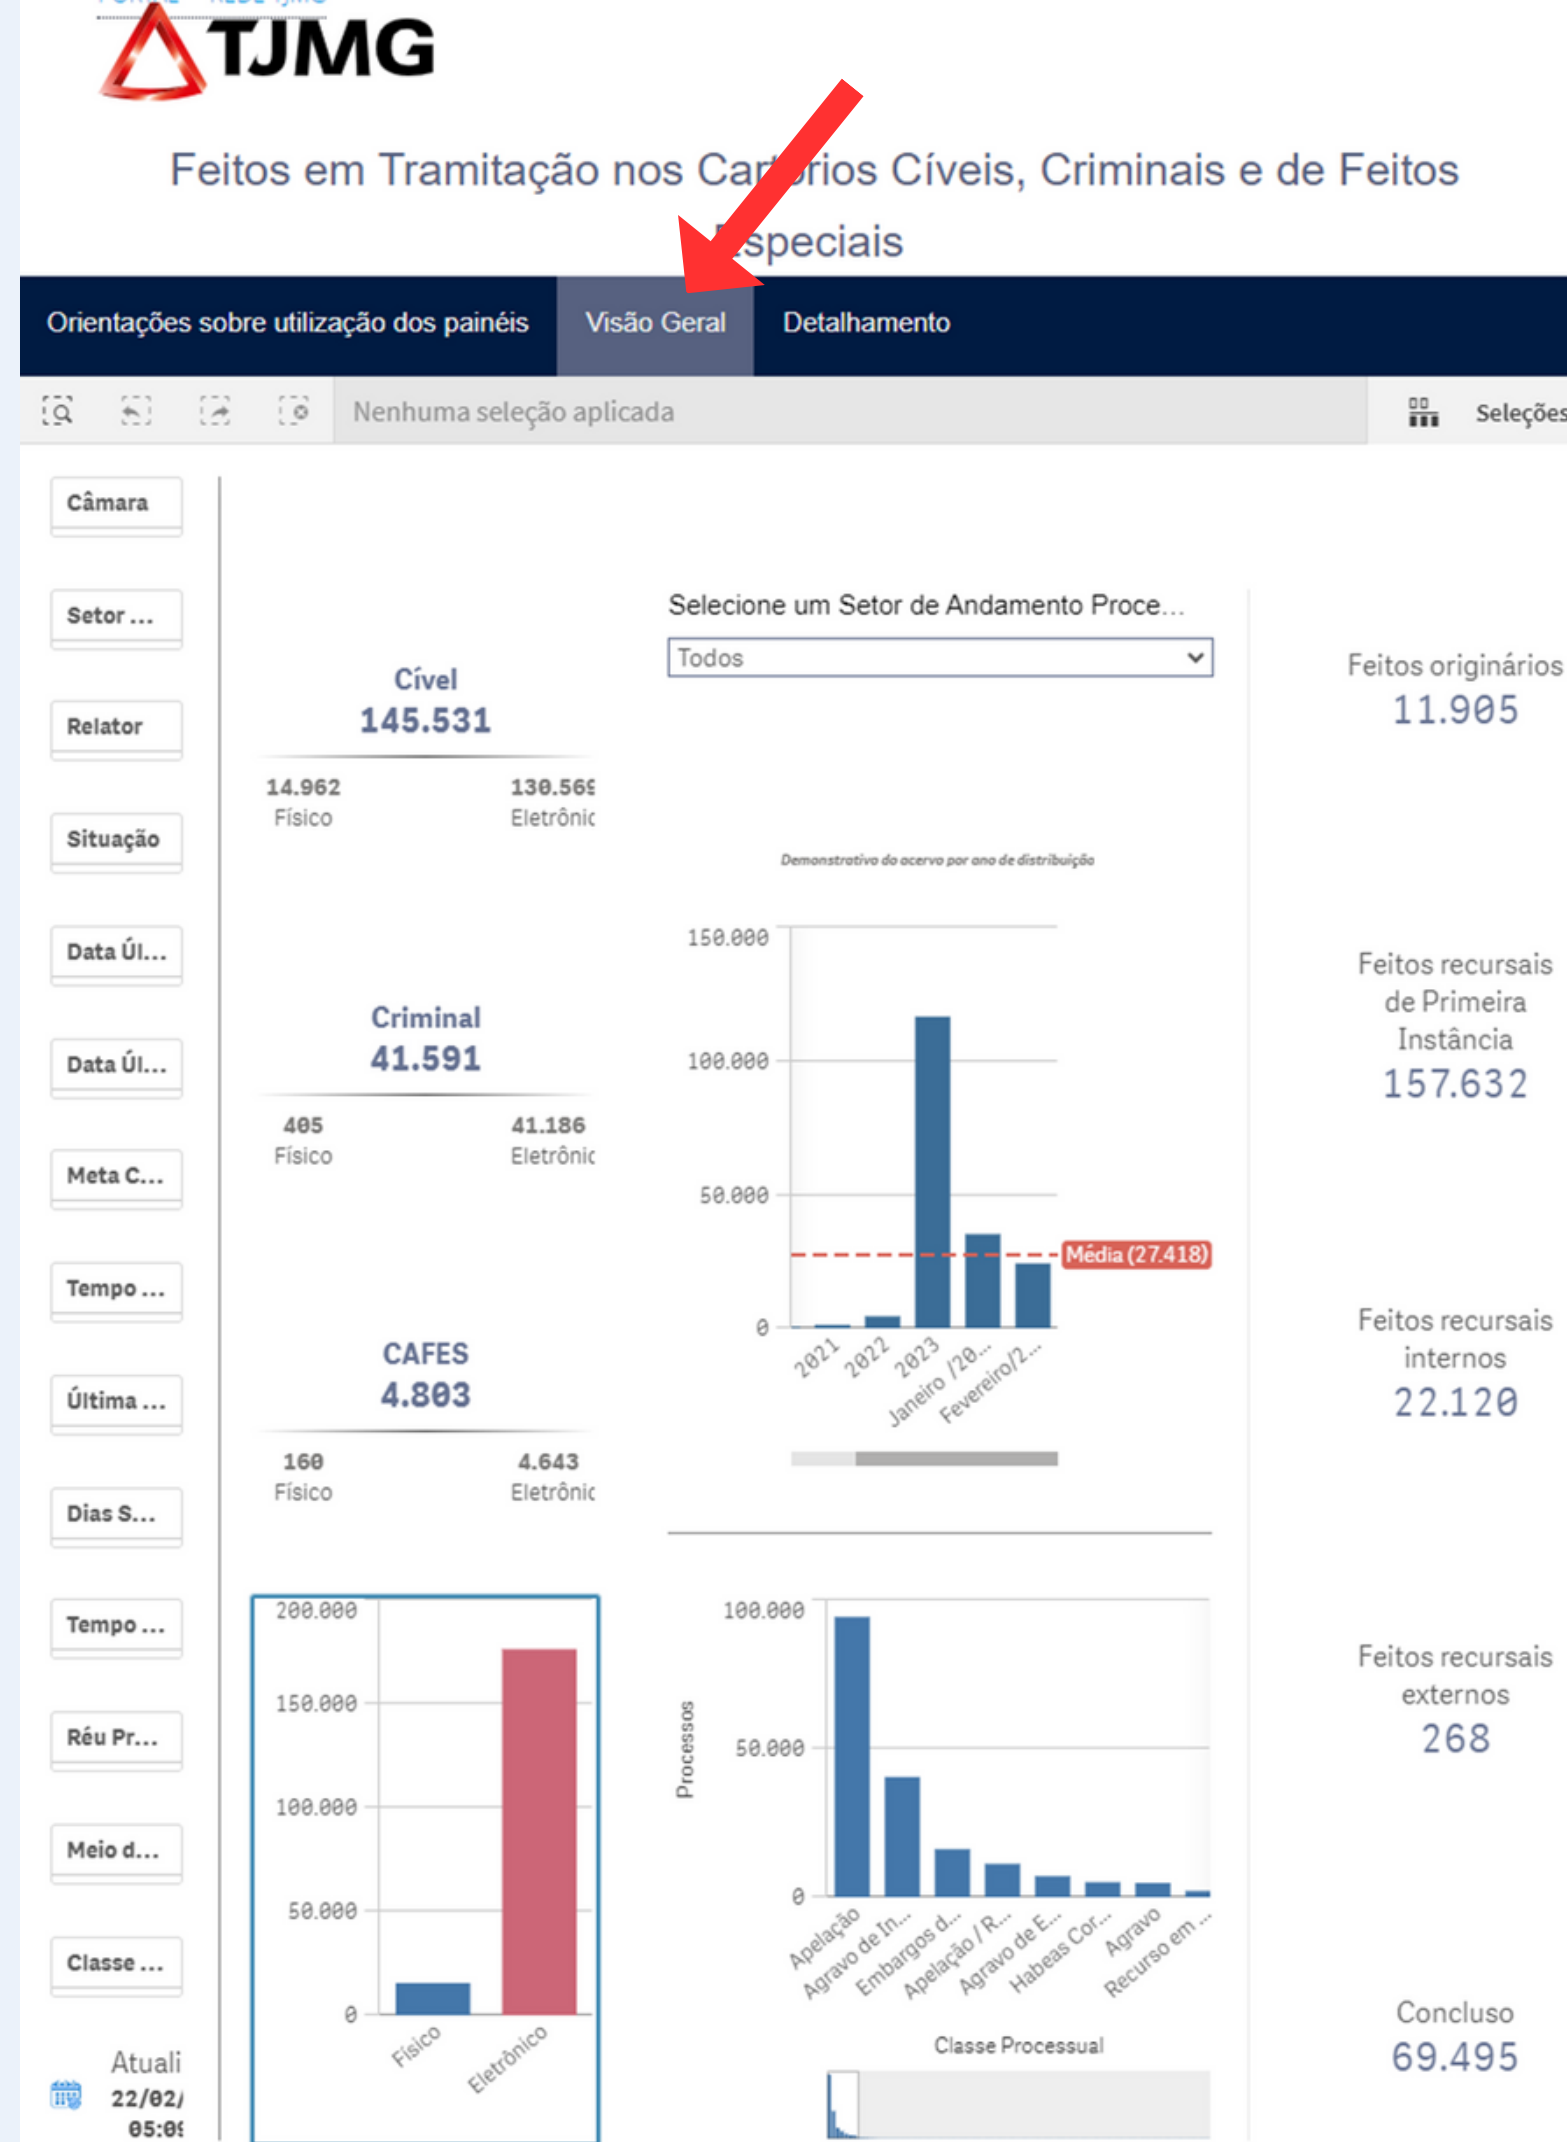 TJMG
Feitos em Tramitação nos Cartórios Cíveis, Criminais e de Feitos
Especiais
Orientações sobre utilização dos painéis
Visão Geral
Detalhamento
Nenhuma seleção aplicada
Seleções
Câmara
Setor ...
Relator
Situação
Data Úl...
Data Úl...
Meta C...
Tempo ...
Última ...
Dias S...
Tempo ...
Réu Pr...
Meio d...
Classe ...
Atuali
22/02/
05:09
Cível
145.531
14.962
Físico
130.569
Eletrônic
Criminal
41.591
405
Físico
41.186
Eletrônic
CAFES
4.803
160
Físico
4.643
Eletrônic
200.000
150.000
100.000
50.000
0
Físico
Eletrônico
Selecione um Setor de Andamento Proce...
Todos
Demonstrativo do acervo por ano de distribuição
150.000
100.000
50.000
0
Média (27.418)
2021
2022
2023
Janeiro /20...
Fevereiro/2...
100.000
50.000
0
Processos
Apelação
Agravo de In...
Embargos d...
Apelação / R...
Agravo de E...
Habeas Cor...
Agravo
Recurso em ...
Classe Processual
Feitos originários
11.905
Feitos recursais
de Primeira
Instância
157.632
Feitos recursais
internos
22.120
Feitos recursais
externos
268
Concluso
69.495